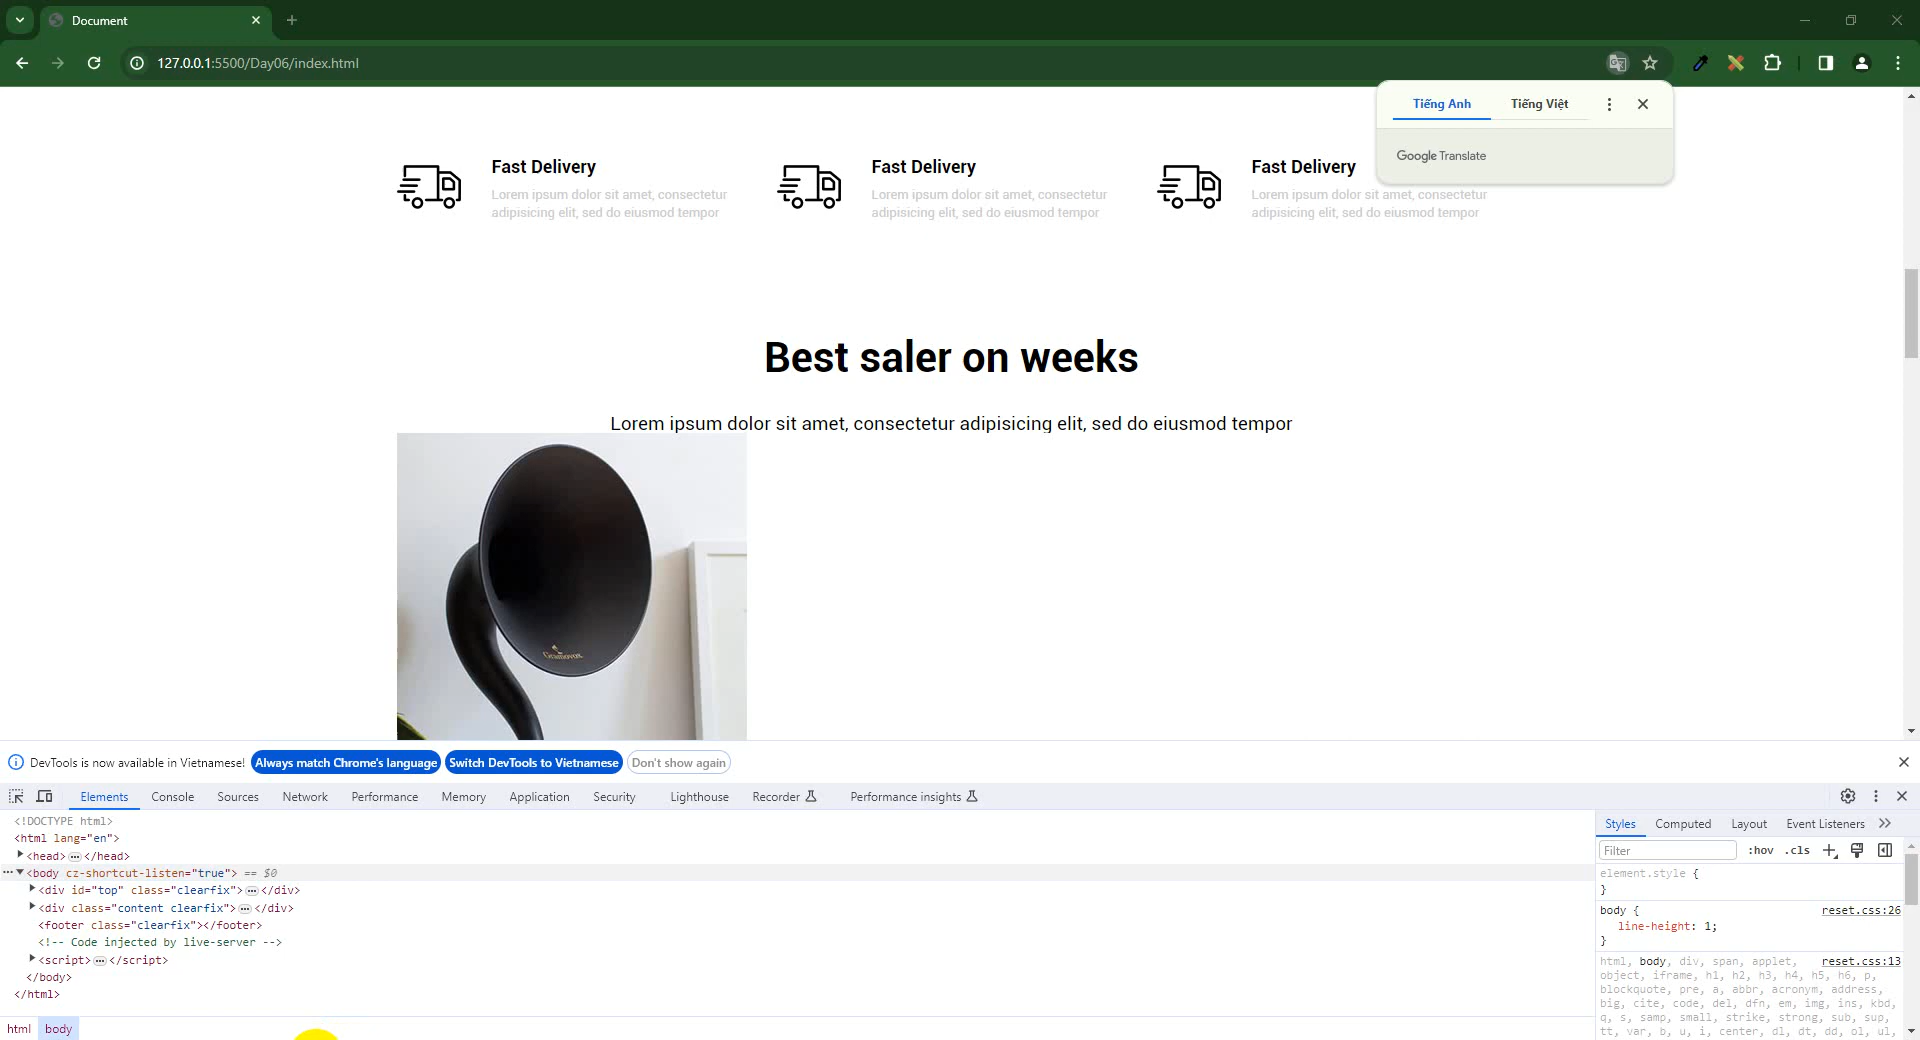 Document
127.0.0.1:5500/Day06/index.html
Tiếng Anh
Tiếng Việt
Google Translate
Fast Delivery
Lorem ipsum dolor sit amet, consectetur
adipisicing elit, sed do eiusmod tempor
Fast Delivery
Lorem ipsum dolor sit amet, consectetur
adipisicing elit, sed do eiusmod tempor
Fast Delivery
Lorem ipsum dolor sit amet, consectetur
adipisicing elit, sed do eiusmod tempor
Best saler on weeks
Lorem ipsum dolor sit amet, consectetur adipisicing elit, sed do eiusmod tempor
Gramovox
DevTools is now available in Vietnamese! Always match Chrome's language Switch DevTools to Vietnamese Don't show again
Elements Console Sources Network Performance Memory Application Security Lighthouse Recorder Performance insights
<!DOCTYPE html>
<html lang="en">
<head> ⋯ </head>
<body cz-shortcut-listen="true"> == $0
<div id="top" class="clearfix"> ⋯ </div>
<div class="content clearfix"> ⋯ </div>
<footer class="clearfix"></footer>
<!-- Code injected by live-server -->
<script> ⋯ </script>
</body>
</html>
html body
Styles Computed Layout Event Listeners
Filter :hov .cls
element.style {
}
body { reset.css:26
line-height: 1;
}
html, body, div, span, applet, reset.css:13
object, iframe, h1, h2, h3, h4, h5, h6, p,
blockquote, pre, a, abbr, acronym, address,
big, cite, code, del, dfn, em, img, ins, kbd,
q, s, samp, small, strike, strong, sub, sup,
tt, var, b, u, i, center, dl, dt, dd, ol, ul,